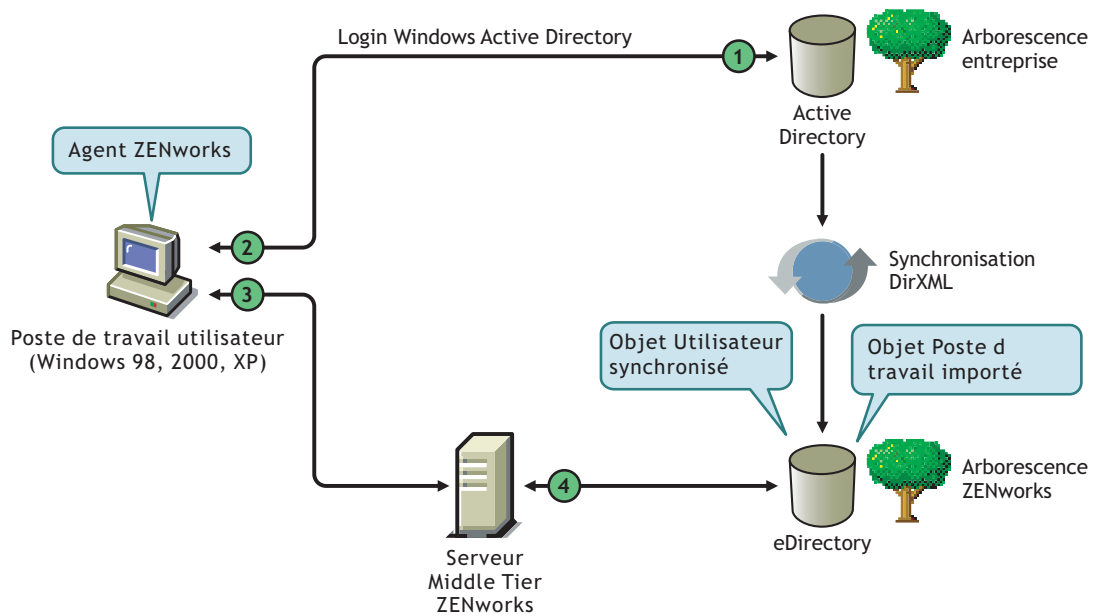 Login Windows Active Directory
1
Arborescence
entreprise
Active
Directory
Agent ZENworks
2
3
Synchronisation
DirXML
Poste de travail utilisateur
(Windows 98, 2000, XP)
Objet Utilisateur
synchronisé
Objet Poste d
travail importé
4
Arborescence
ZENworks
eDirectory
Serveur
Middle Tier
ZENworks